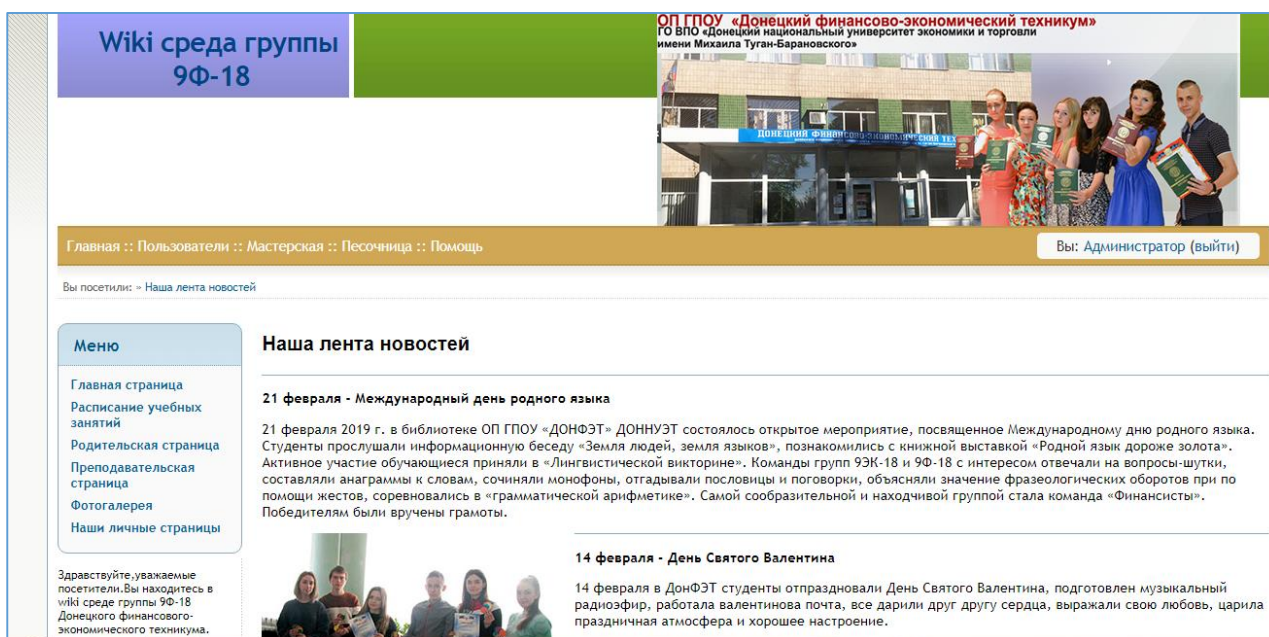 Wiki среда группы
9Ф-18
ОП ГПОУ «Донецкий финансово-экономический техникум»
ГО ВПО «Донецкий национальный университет экономики и торговли
имени Михаила Туган-Барановского»
ДОНЕЦКИЙ ФИНАНСОВО-ЭКОНОМИЧЕСКИЙ ТЕХ
Главная :: Пользователи :: Мастерская :: Песочница :: Помощь
Вы: Администратор (выйти)
Вы посетили: » Наша лента новостей
Меню
Главная страница
Расписание учебных
занятий
Родительская страница
Преподавательская
страница
Фотогалерея
Наши личные страницы
Здравствуйте,уважаемые
посетители.Вы находитесь в
wiki среде группы 9Ф-18
Донецкого финансового-
экономического техникума.
Наша лента новостей
21 февраля - Международный день родного языка
21 февраля 2019 г. в библиотеке ОП ГПОУ «ДОНФЭТ» ДОННУЭТ состоялось открытое мероприятие, посвященное Международному дню родного языка.
Студенты прослушали информационную беседу «Земля людей, земля языков», познакомились с книжной выставкой «Родной язык дороже золота».
Активное участие обучающиеся приняли в «Лингвистической викторине». Команды групп 9ЭК-18 и 9Ф-18 с интересом отвечали на вопросы-шутки,
составляли анаграммы к словам, сочиняли монофоны, отгадывали пословицы и поговорки, объясняли значение фразеологических оборотов при по
помощи жестов, соревновались в «грамматической арифметике». Самой сообразительной и находчивой группой стала команда «Финансисты».
Победителям были вручены грамоты.
14 февраля - День Святого Валентина
14 февраля в ДонФЭТ студенты отпраздновали День Святого Валентина, подготовлен музыкальный
радиоэфир, работала валентинова почта, все дарили друг другу сердца, выражали свою любовь, царила
праздничная атмосфера и хорошее настроение.